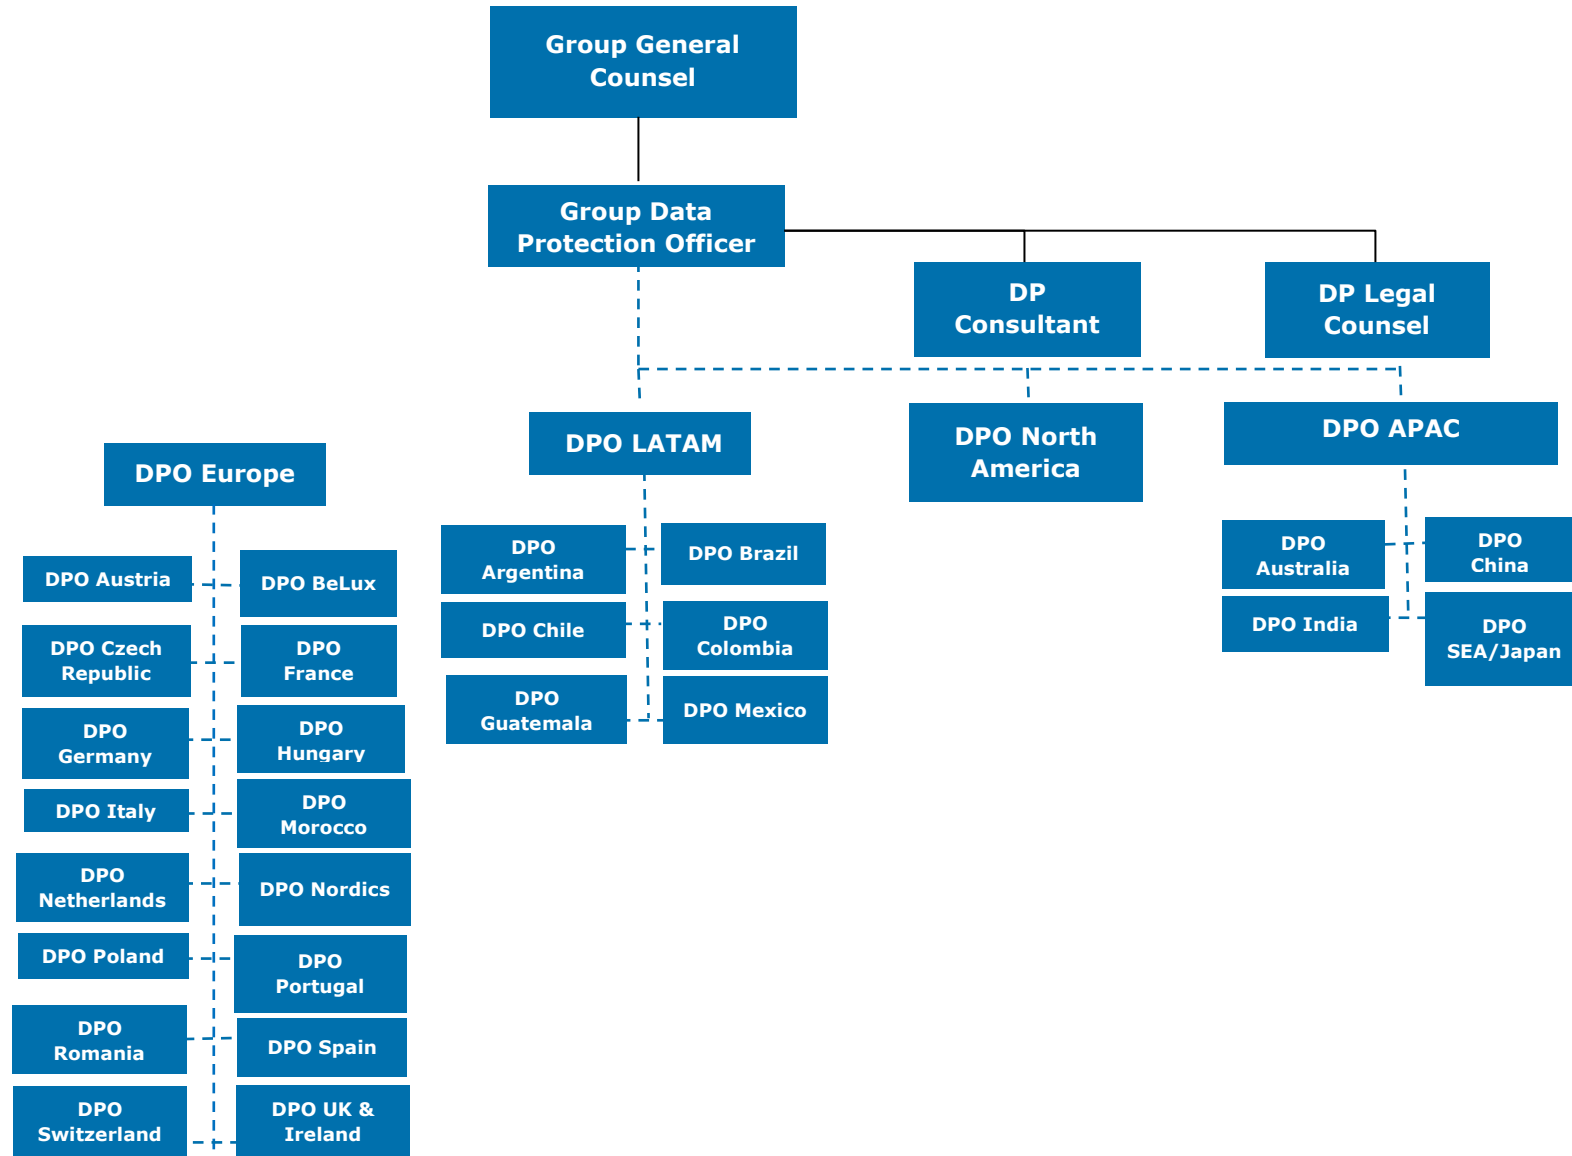 Group General
Counsel
Group Data
Protection Officer
DP
Consultant
DP Legal
Counsel
DPO Europe
DPO LATAM
DPO North
America
DPO APAC
DPO Austria
DPO BeLux
DPO Czech
Republic
DPO
France
DPO
Germany
DPO
Hungary
DPO Italy
DPO
Morocco
DPO
Netherlands
DPO Nordics
DPO Poland
DPO
Portugal
DPO
Romania
DPO Spain
DPO
Switzerland
DPO UK &
Ireland
DPO
Argentina
DPO Brazil
DPO Chile
DPO
Colombia
DPO
Guatemala
DPO Mexico
DPO
Australia
DPO
China
DPO India
DPO
SEA/Japan